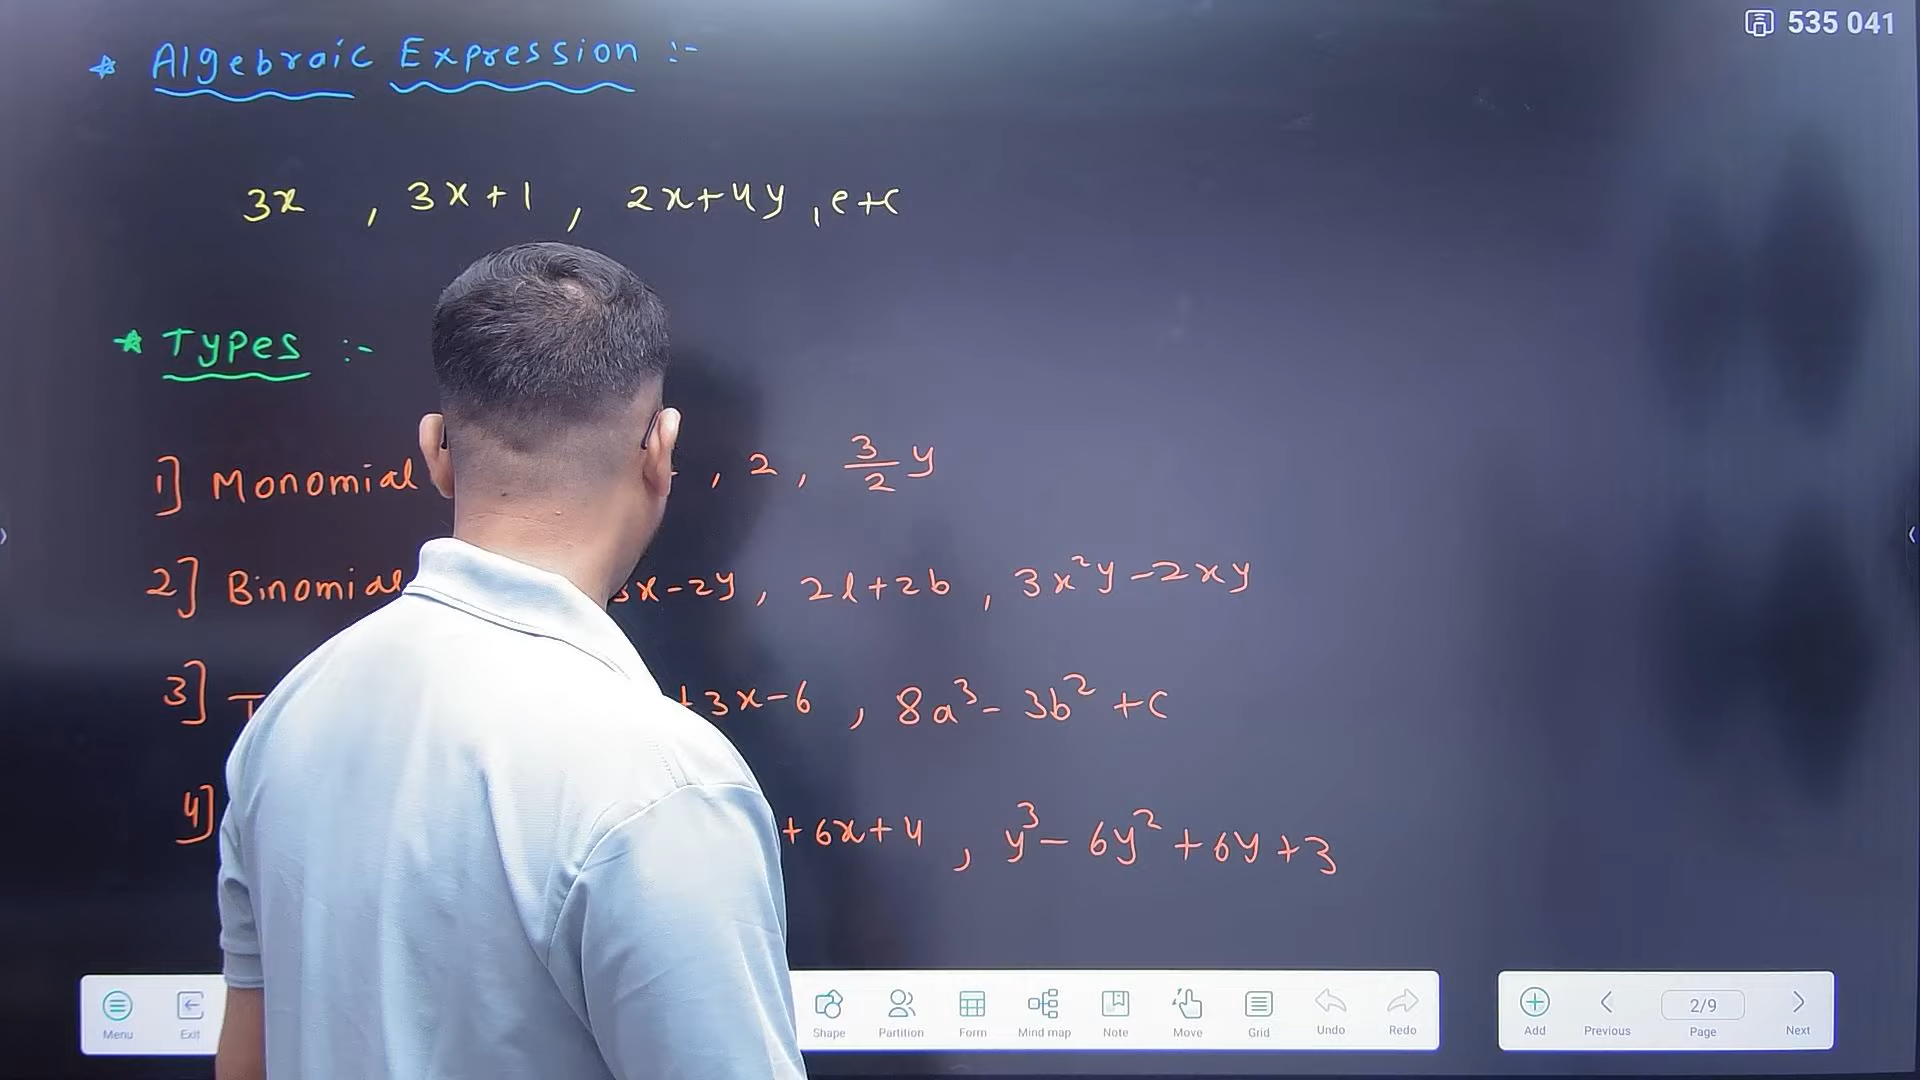 535 041
* Algebraic Expression :-
3x , 3x+1 , 2x+4y , etc
* Types :-
1] Monomial , 2 , 3/2 y
2] Binomial 3x-2y , 2l+2b , 3x²y-2xy
3] +3x-6 , 8a³-3b²+c
4] +6x+4 , y³-6y²+6y+3
Menu Exit Shape Partition Form Mind map Note Move Grid Undo Redo Add Previous 2/9 Page Next